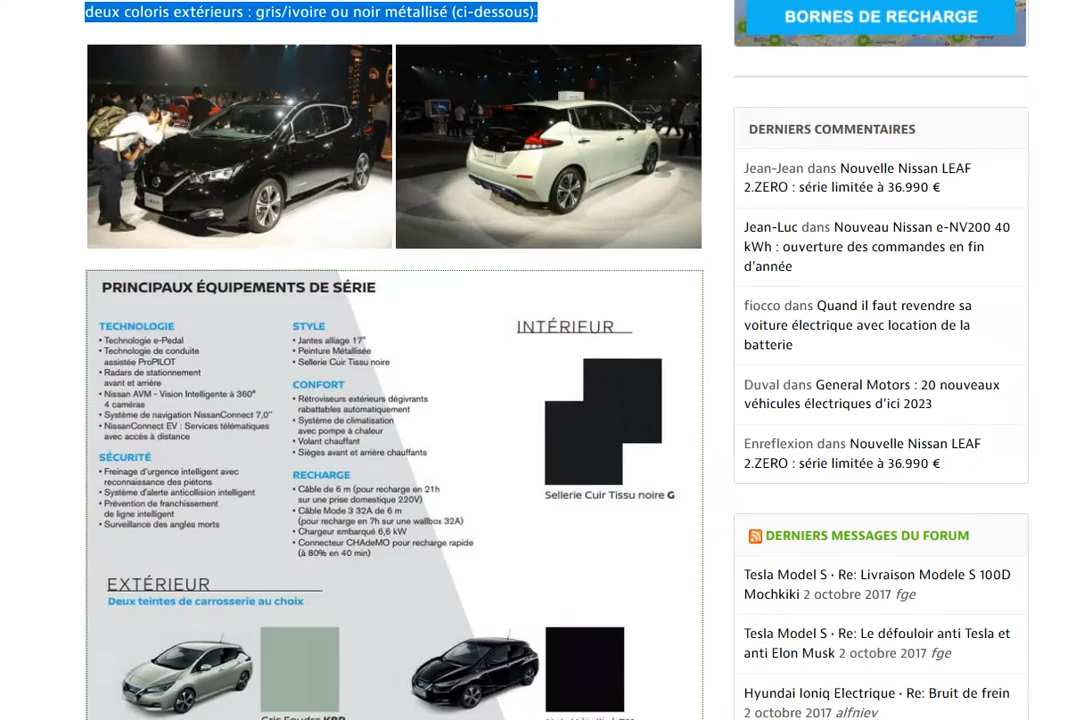 deux coloris extérieurs : gris/ivoire ou noir métallisé (ci-dessous).
PRINCIPAUX ÉQUIPEMENTS DE SÉRIE
TECHNOLOGIE
• Technologie e-Pedal
• Technologie de conduite
assistée ProPILOT
• Radars de stationnement
avant et arrière
• Nissan AVM - Vision Intelligente à 360°
4 caméras
• Système de navigation NissanConnect 7,0"
• NissanConnect EV : Services télématiques
avec accès à distance
SÉCURITÉ
• Freinage d'urgence intelligent avec
reconnaissance des piétons
• Système d'alerte anticollision intelligent
• Prévention de franchissement
de ligne intelligent
• Surveillance des angles morts
STYLE
• Jantes alliage 17"
• Peinture Métallisée
• Sellerie Cuir Tissu noire
CONFORT
• Rétroviseurs extérieurs dégivrants
rabattables automatiquement
• Système de climatisation
avec pompe à chaleur
• Volant chauffant
• Sièges avant et arrière chauffants
RECHARGE
• Câble de 6 m (pour recharge en 21h
sur une prise domestique 220V)
• Câble Mode 3 32A de 6 m
(pour recharge en 7h sur une wallbox 32A)
• Chargeur embarqué 6,6 kW
• Connecteur CHAdeMO pour recharge rapide
(à 80% en 40 min)
INTÉRIEUR
Sellerie Cuir Tissu noire G
EXTÉRIEUR
Deux teintes de carrosserie au choix
BORNES DE RECHARGE
DERNIERS COMMENTAIRES
Jean-Jean dans Nouvelle Nissan LEAF
2.ZERO : série limitée à 36.990 €
Jean-Luc dans Nouveau Nissan e-NV200 40
kWh : ouverture des commandes en fin
d'année
fiocco dans Quand il faut revendre sa
voiture électrique avec location de la
batterie
Duval dans General Motors : 20 nouveaux
véhicules électriques d'ici 2023
Enreflexion dans Nouvelle Nissan LEAF
2.ZERO : série limitée à 36.990 €
DERNIERS MESSAGES DU FORUM
Tesla Model S • Re: Livraison Modele S 100D
Mochkiki 2 octobre 2017 fge
Tesla Model S • Re: Le défouloir anti Tesla et
anti Elon Musk 2 octobre 2017 fge
Hyundai Ioniq Electrique • Re: Bruit de frein
2 octobre 2017 alfniev